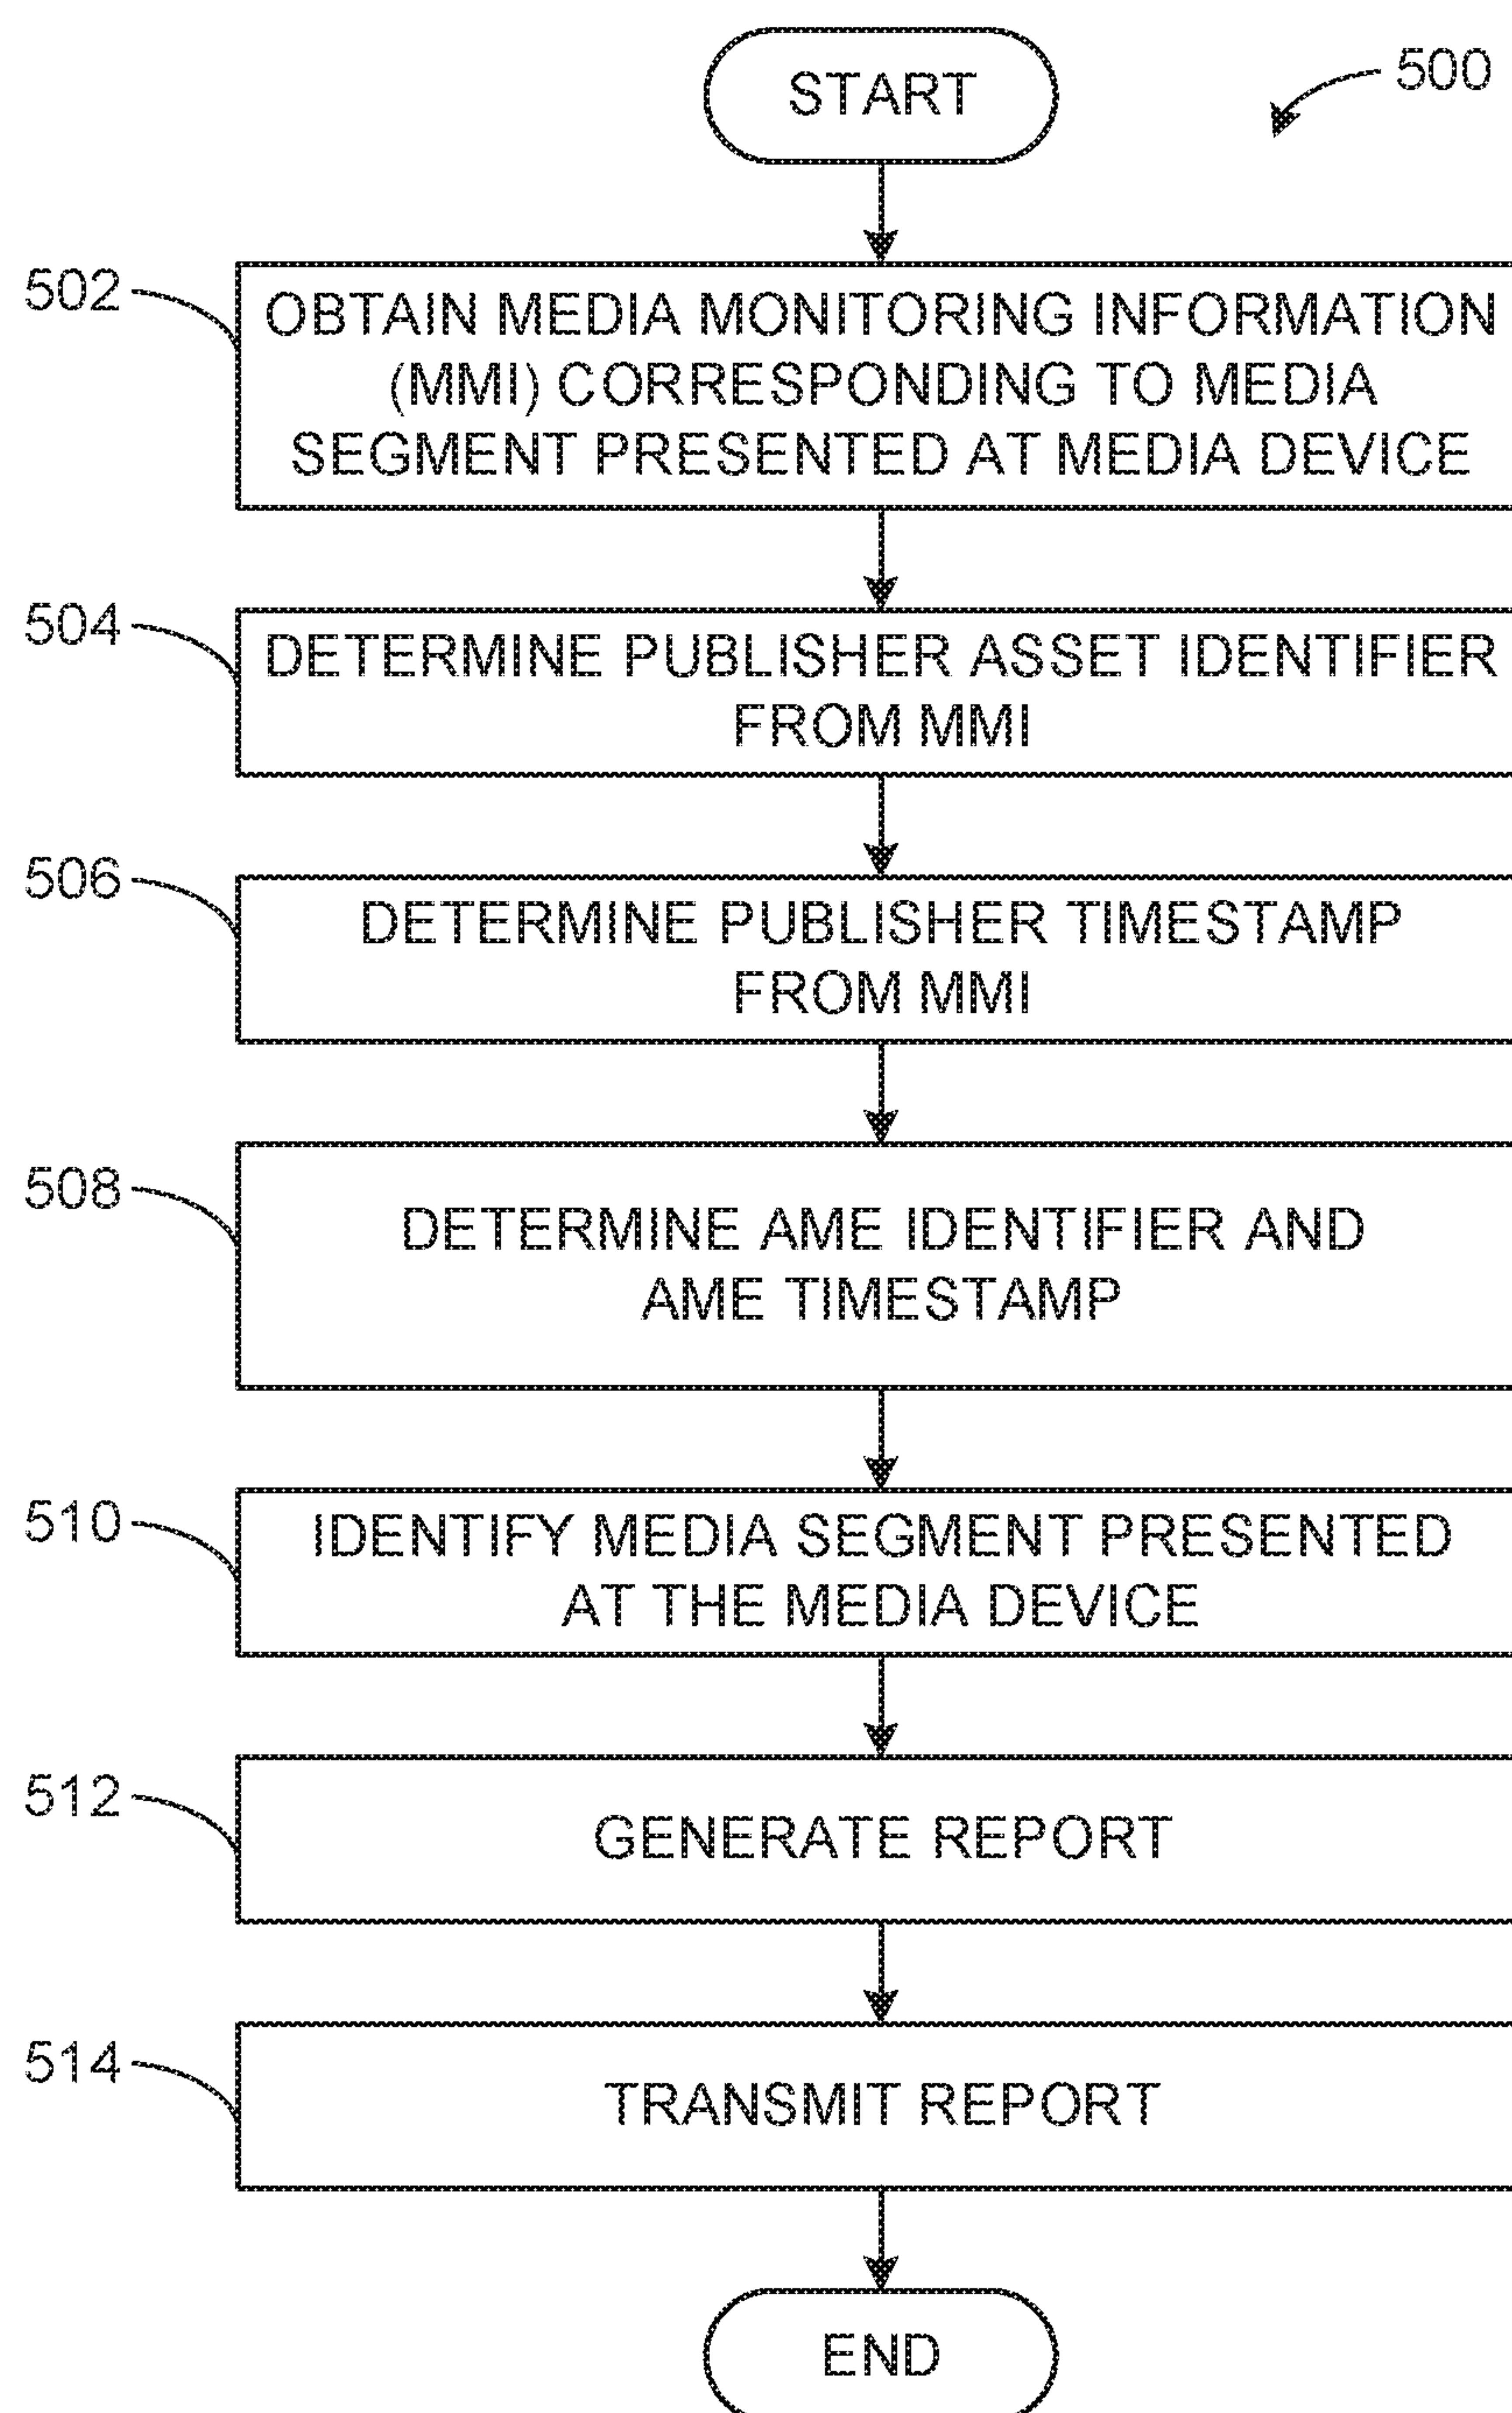 START
500
502
OBTAIN MEDIA MONITORING INFORMATION
(MMI) CORRESPONDING TO MEDIA
SEGMENT PRESENTED AT MEDIA DEVICE
504
DETERMINE PUBLISHER ASSET IDENTIFIER
FROM MMI
506
DETERMINE PUBLISHER TIMESTAMP
FROM MMI
508
DETERMINE AME IDENTIFIER AND
AME TIMESTAMP
510
IDENTIFY MEDIA SEGMENT PRESENTED
AT THE MEDIA DEVICE
512
GENERATE REPORT
514
TRANSMIT REPORT
END